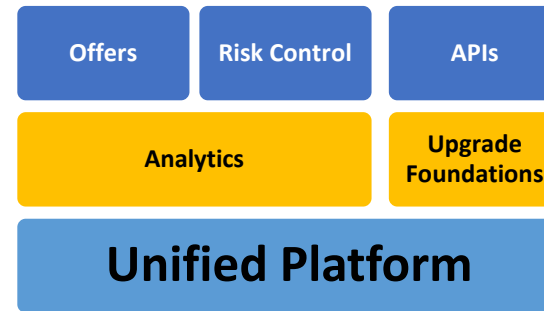 Offers
Risk Control
APIs
Analytics
Upgrade
Foundations
Unified Platform